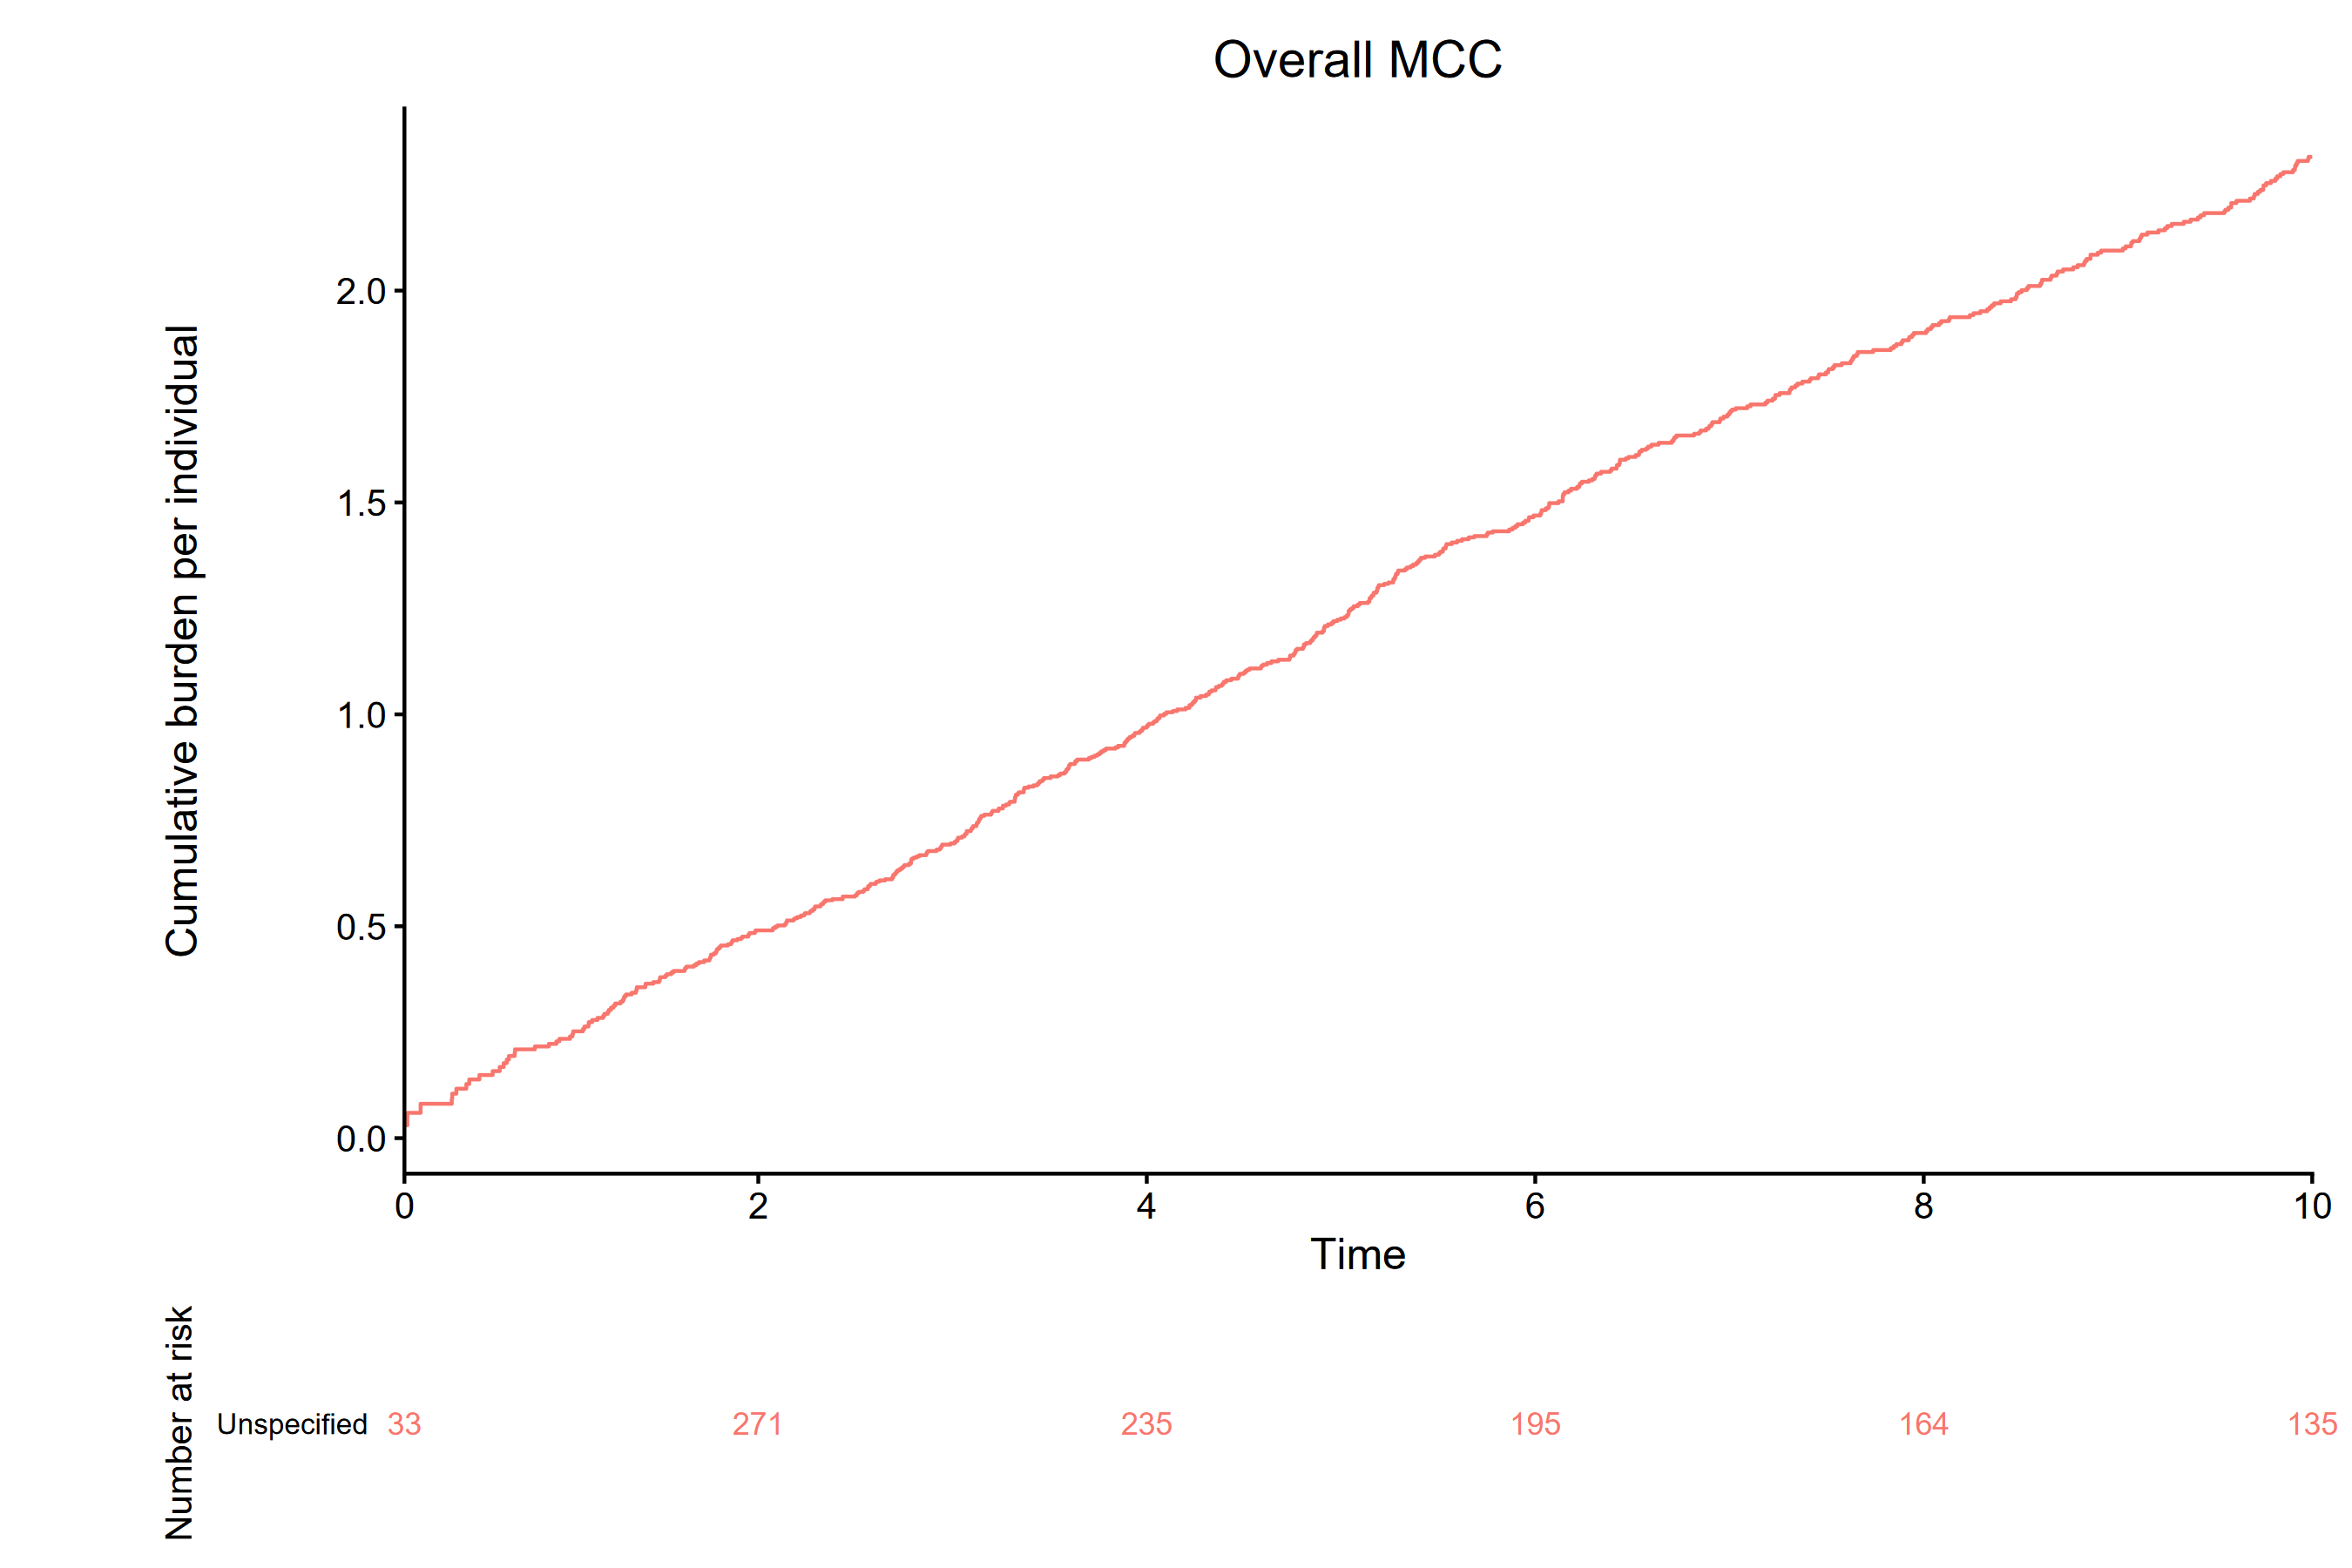 Overall MCC
Cumulative burden per individual
2.0
1.5
1.0
0.5
0.0
0 2 4 6 8 10
Time
Number at risk
Unspecified 33 271 235 195 164 135